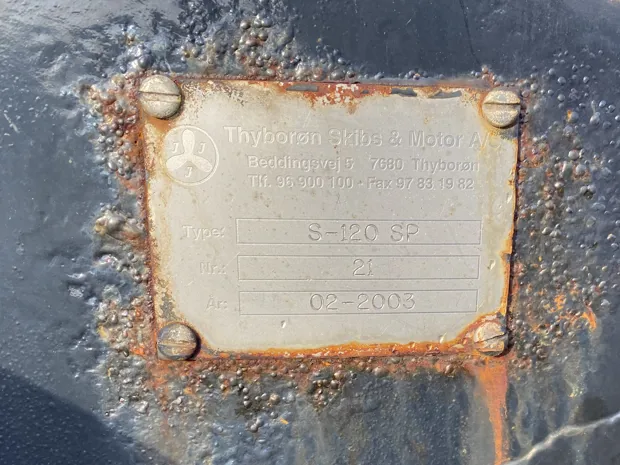 J J J
Thyborøn Skibs & Motor A/
Beddingsvej 5 7680 Thyborøn
Tlf. 96 900 100 • Fax 97 83 19 82
Type: S-120 SP
Nr.: 21
År: 02-2003